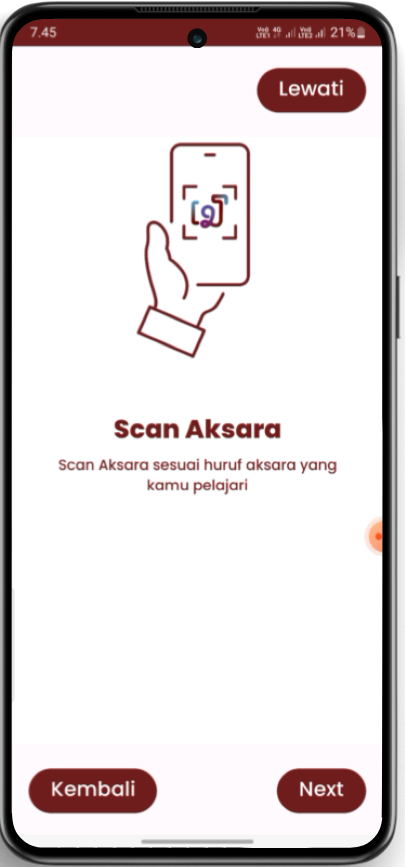 7.45
Vo)) LTE1 4G Vo)) LTE2 21%
Lewati
Scan Aksara
Scan Aksara sesuai huruf aksara yang
kamu pelajari
Kembali
Next